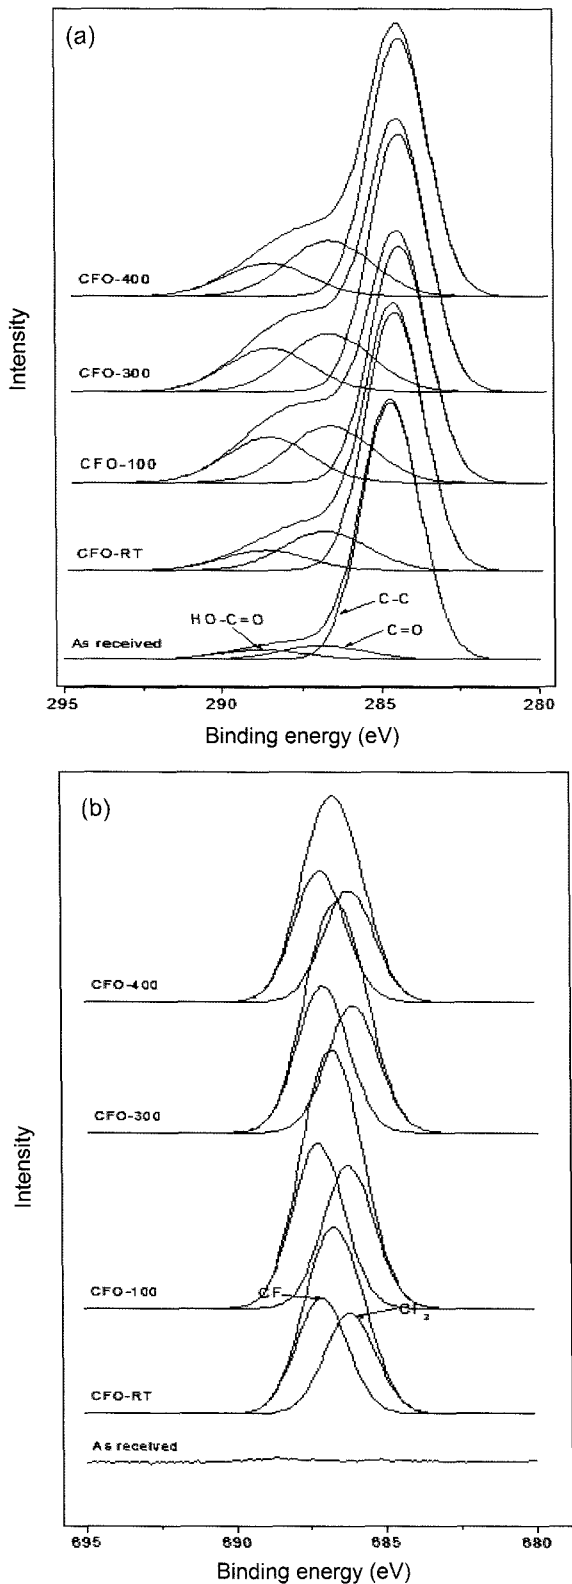 (a)
CFO-400
CFO-300
CFO-100
CFO-RT
HO-C=O
C-C
C=O
As received
Intensity
295 290 285 280
Binding energy (eV)
(b)
CFO-400
CFO-300
CFO-100
CF
CF₂
CFO-RT
As received
Intensity
695 690 685 680
Binding energy (eV)